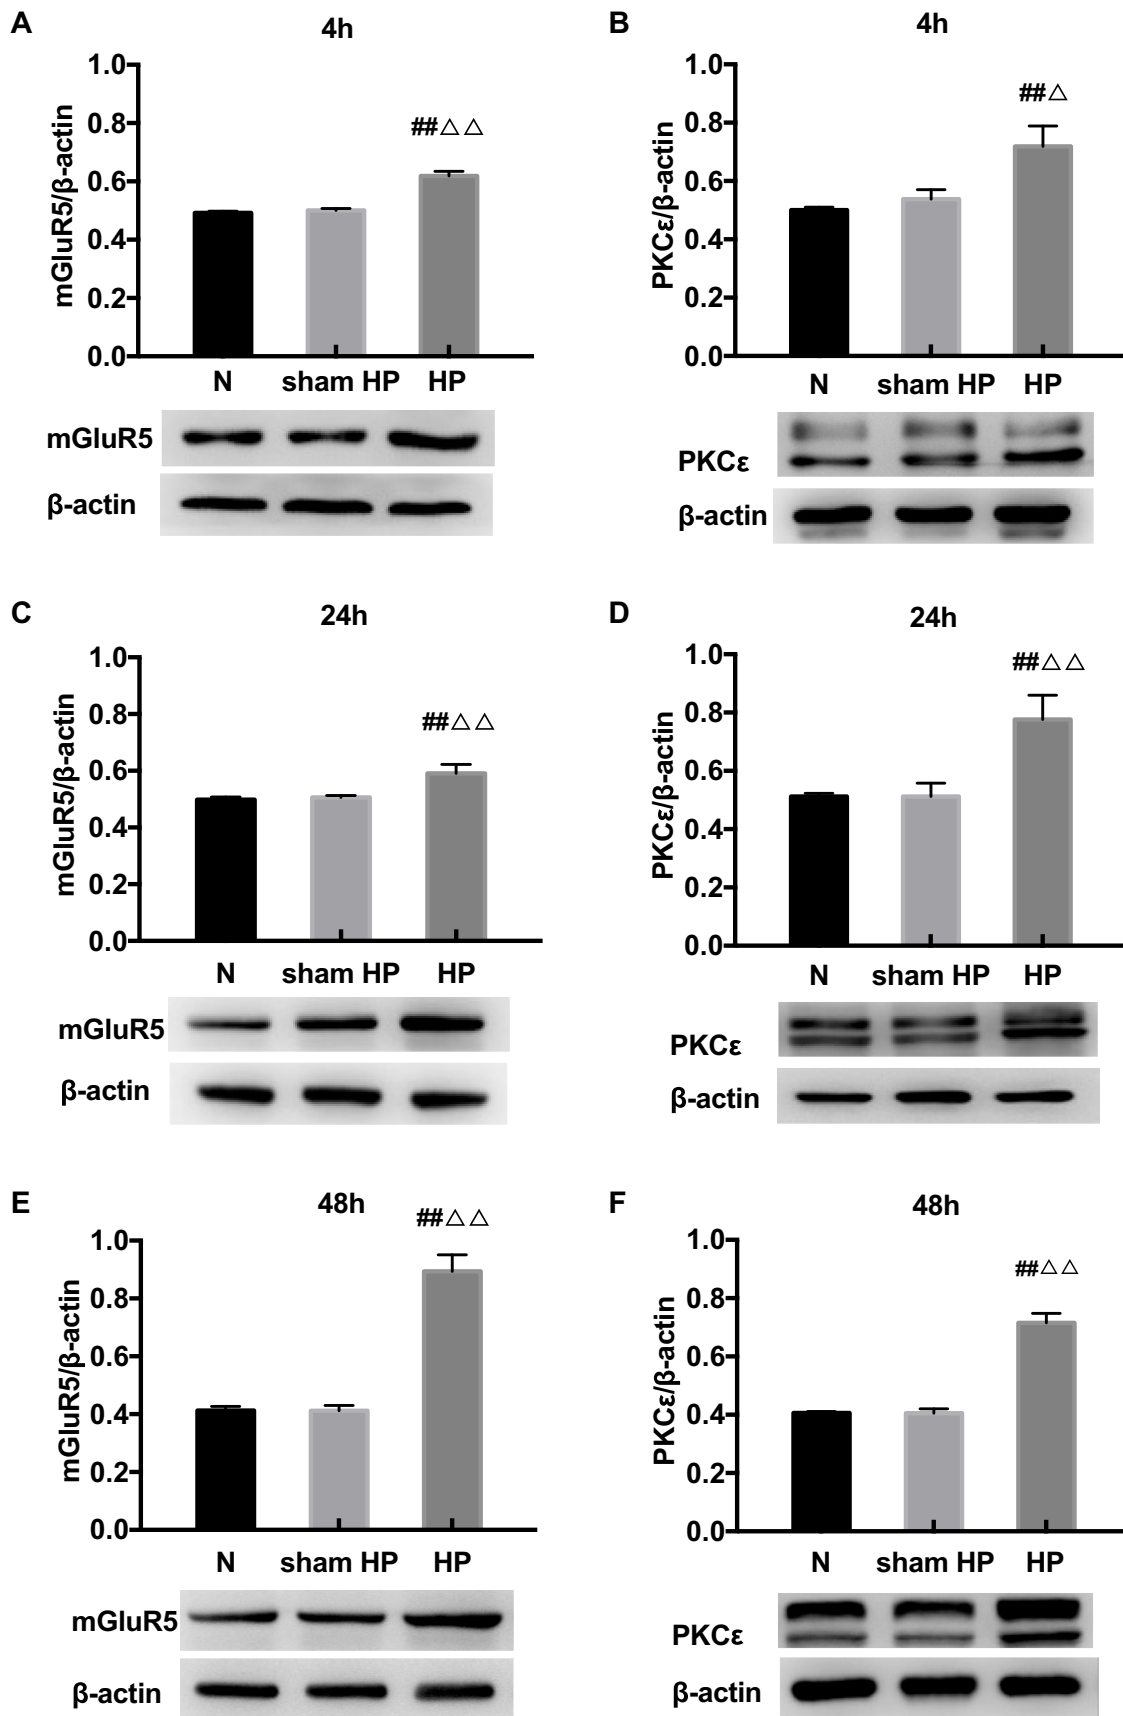 A
4h
mGluR5/β-actin
1.0
0.8
0.6
0.4
0.2
0.0
##△△
N sham HP HP
mGluR5
β-actin
B
4h
PKCε/β-actin
1.0
0.8
0.6
0.4
0.2
0.0
##△
N sham HP HP
PKCε
β-actin
C
24h
mGluR5/β-actin
1.0
0.8
0.6
0.4
0.2
0.0
##△△
N sham HP HP
mGluR5
β-actin
D
24h
PKCε/β-actin
1.0
0.8
0.6
0.4
0.2
0.0
##△△
N sham HP HP
PKCε
β-actin
E
48h
mGluR5/β-actin
1.0
0.8
0.6
0.4
0.2
0.0
##△△
N sham HP HP
mGluR5
β-actin
F
48h
PKCε/β-actin
1.0
0.8
0.6
0.4
0.2
0.0
##△△
N sham HP HP
PKCε
β-actin